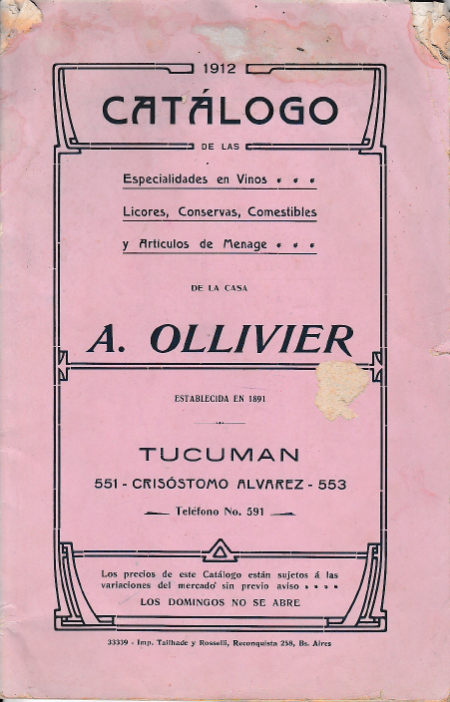 1912
CATÁLOGO
DE LAS
Especialidades en Vinos
Licores, Conservas, Comestibles
y Artículos de Menage
DE LA CASA
A. OLLIVIER
ESTABLECIDA EN 1891
TUCUMAN
551 - CRISÓSTOMO ALVAREZ - 553
Teléfono No. 591
Los precios de este Catálogo están sujetos á las
variaciones del mercado sin previo aviso
LOS DOMINGOS NO SE ABRE
33339 - Imp. Tailhade y Rosselli, Reconquista 258, Bs. Aires